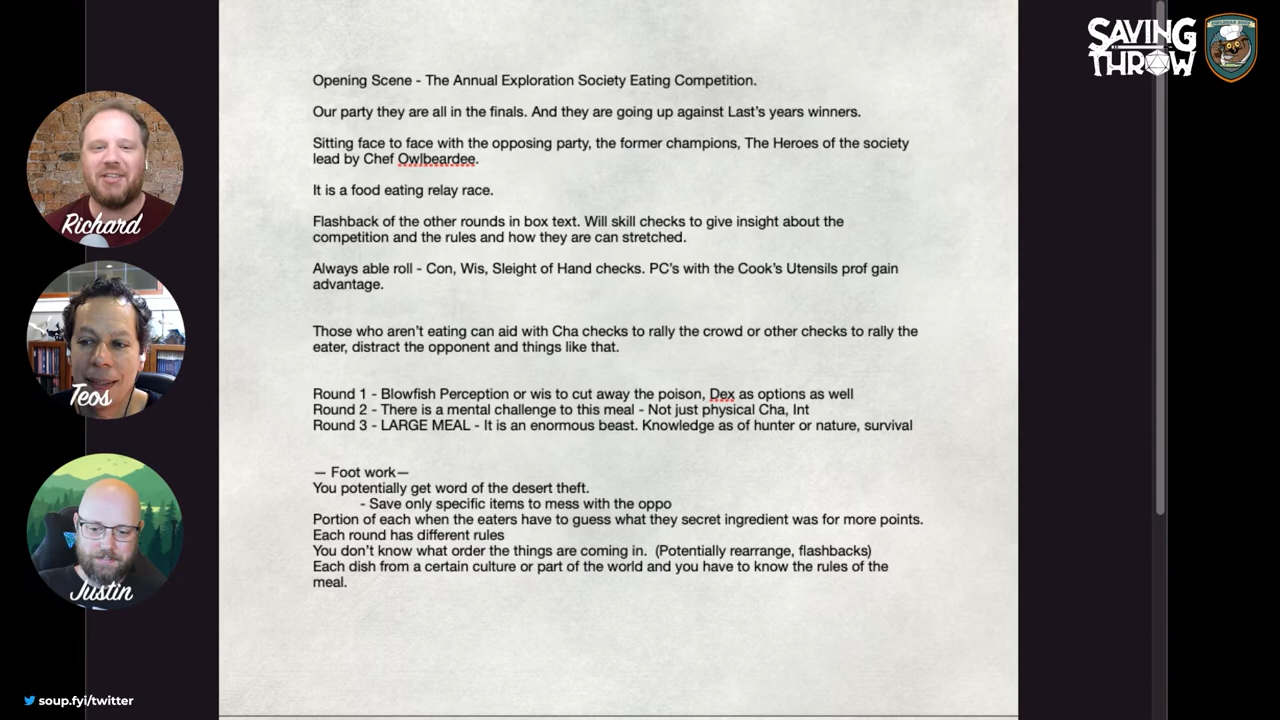 SAVING
THROW
Opening Scene - The Annual Exploration Society Eating Competition.
Our party they are all in the finals. And they are going up against Last's years winners.
Sitting face to face with the opposing party, the former champions, The Heroes of the society
lead by Chef Owlbeardee.
It is a food eating relay race.
Flashback of the other rounds in box text. Will skill checks to give insight about the
competition and the rules and how they are can stretched.
Always able roll - Con, Wis, Sleight of Hand checks. PC's with the Cook's Utensils prof gain
advantage.
Those who aren't eating can aid with Cha checks to rally the crowd or other checks to rally the
eater, distract the opponent and things like that.
Round 1 - Blowfish Perception or wis to cut away the poison, Dex as options as well
Round 2 - There is a mental challenge to this meal - Not just physical Cha, Int
Round 3 - LARGE MEAL - It is an enormous beast. Knowledge as of hunter or nature, survival
— Foot work—
You potentially get word of the desert theft.
- Save only specific items to mess with the oppo
Portion of each when the eaters have to guess what they secret ingredient was for more points.
Each round has different rules
You don't know what order the things are coming in. (Potentially rearrange, flashbacks)
Each dish from a certain culture or part of the world and you have to know the rules of the
meal.
Richard
Teos
Justin
soup.fyi/twitter